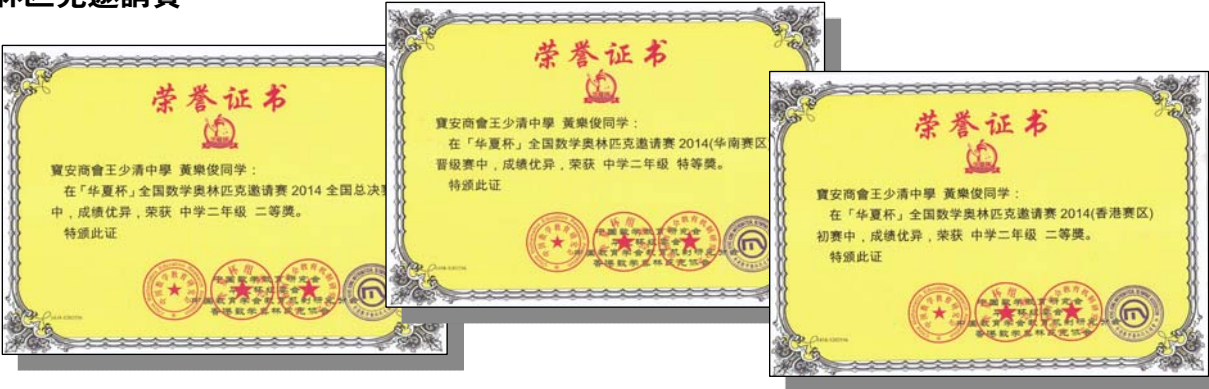 林匹克邀請賽
荣誉证书
寶安商會王少清中學 黃樂俊同学：
在「华夏杯」全国数学奥林匹克邀请赛 2014 全国总决赛
中，成绩优异，荣获 中学二年级 二等奬。
特颁此证
荣誉证书
寶安商會王少清中學 黃樂俊同学：
在「华夏杯」全国数学奥林匹克邀请赛 2014(华南赛区
晋级赛中，成绩优异，荣获 中学二年级 特等奬。
特颁此证
荣誉证书
寶安商會王少清中學 黃樂俊同学：
在「华夏杯」全国数学奥林匹克邀请赛 2014(香港赛区)
初赛中，成绩优异，荣获 中学二年级 二等奬。
特颁此证